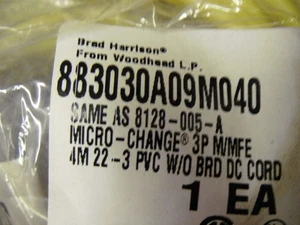 Brad Harrison®
From Woodhead L.P.
883030A09M040
SAME AS 8128-005-A
MICRO-CHANGE® 3P M/MFE
4M 22-3 PVC W/O BRD DC CORD
1 EA